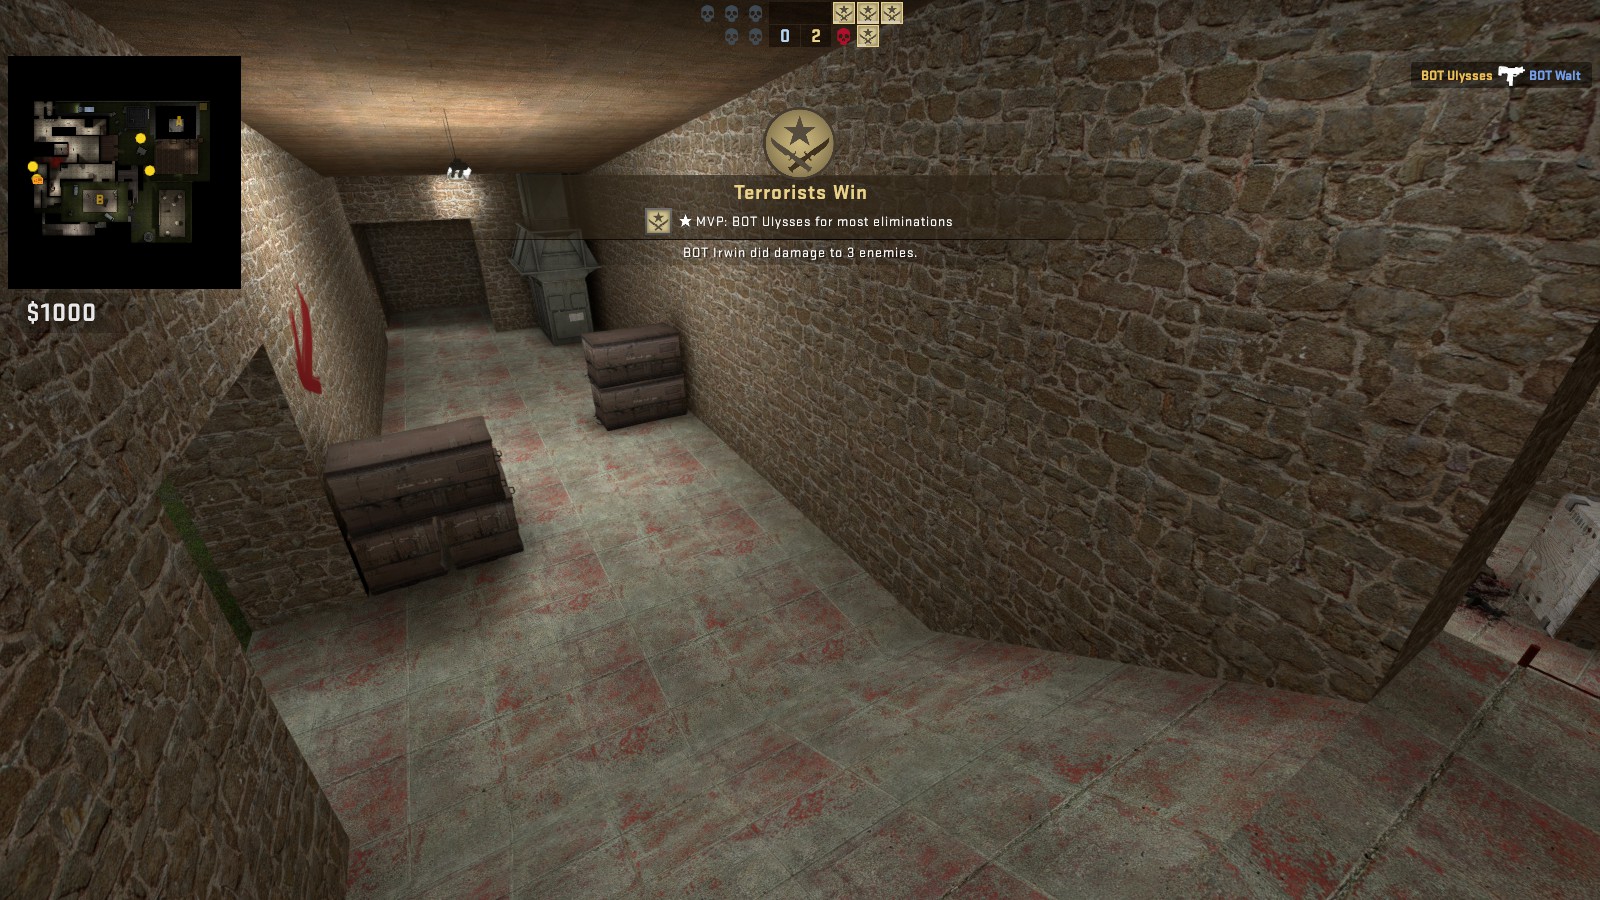 0 2
BOT Ulysses BOT Walt
A
B
$1000
Terrorists Win
★ MVP: BOT Ulysses for most eliminations
BOT Irwin did damage to 3 enemies.